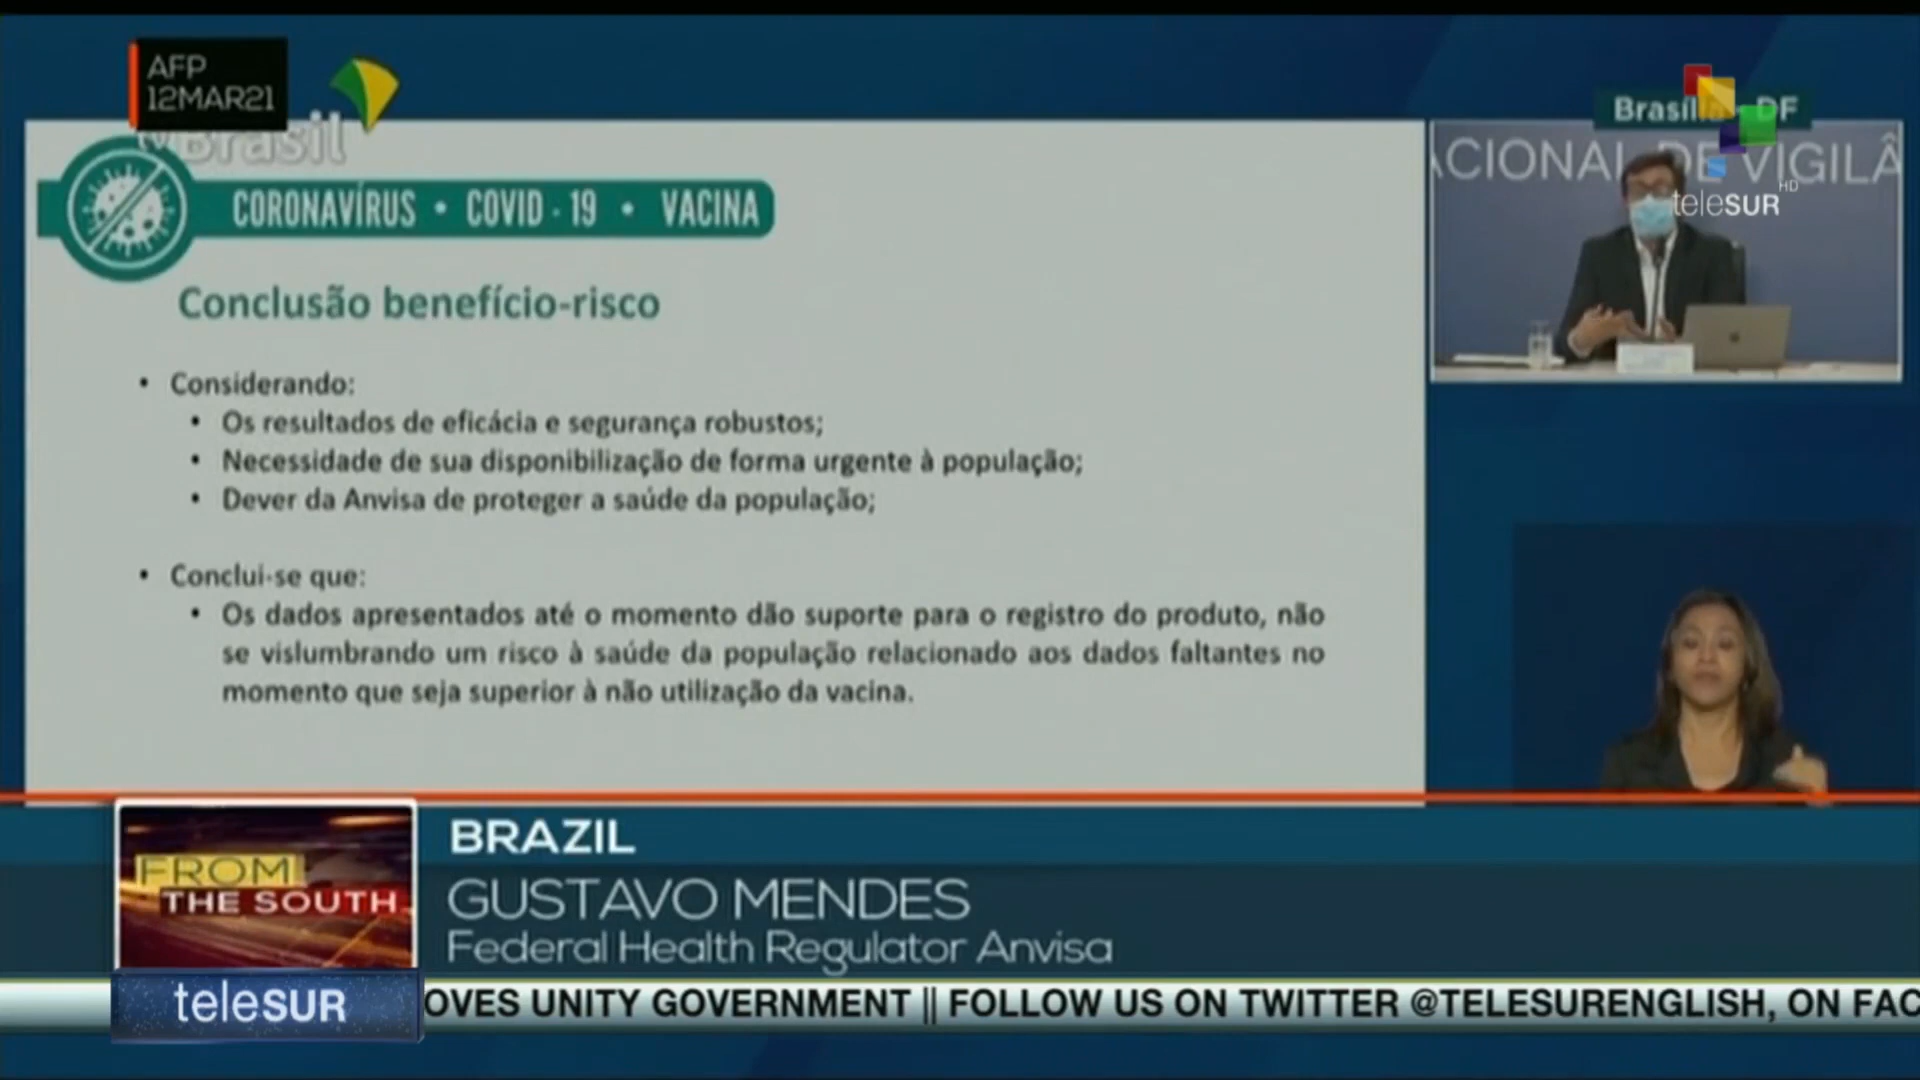 AFP
12MAR21
tv Brasil
Brasília - DF
ACIONAL DE VIGILÂ
teleSUR HD
CORONAVÍRUS • COVID - 19 • VACINA
Conclusão benefício-risco
• Considerando:
• Os resultados de eficácia e segurança robustos;
• Necessidade de sua disponibilização de forma urgente à população;
• Dever da Anvisa de proteger a saúde da população;
• Conclui-se que:
• Os dados apresentados até o momento dão suporte para o registro do produto, não
se vislumbrando um risco à saúde da população relacionado aos dados faltantes no
momento que seja superior à não utilização da vacina.
FROM
THE SOUTH
BRAZIL
GUSTAVO MENDES
Federal Health Regulator Anvisa
teleSUR
OVES UNITY GOVERNMENT || FOLLOW US ON TWITTER @TELESURENGLISH, ON FAC